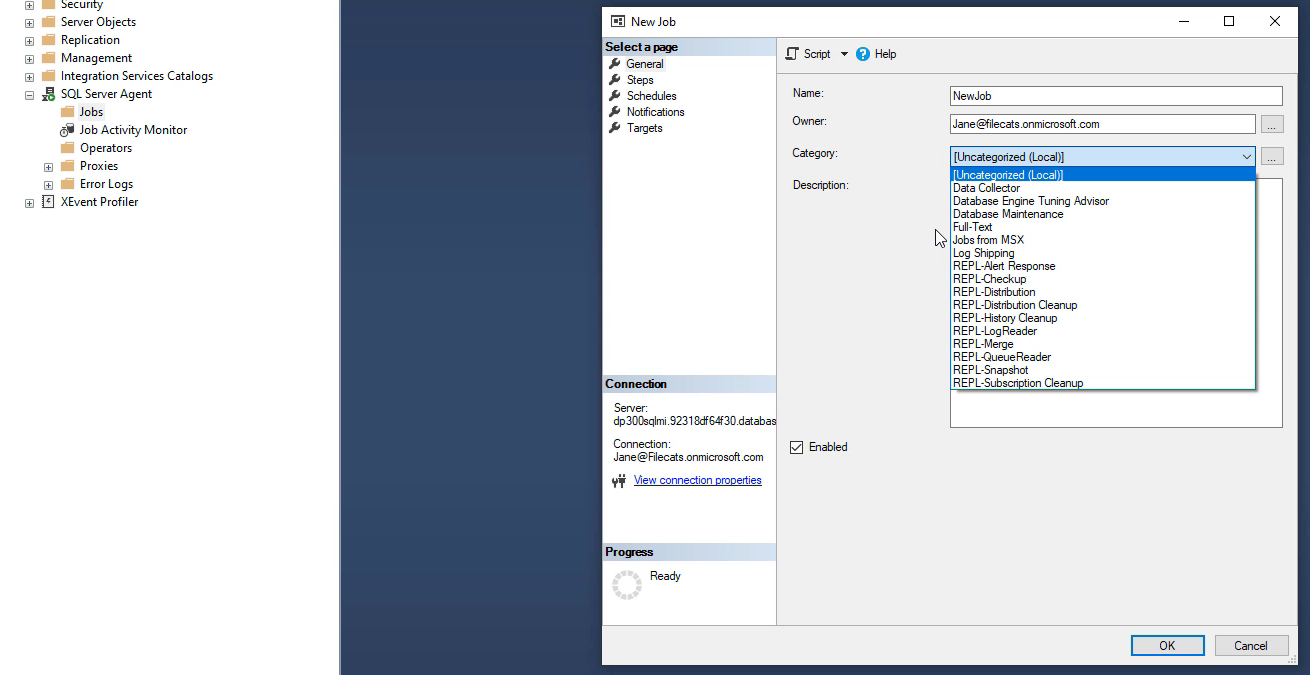 Security
Server Objects
Replication
Management
Integration Services Catalogs
SQL Server Agent
Jobs
Job Activity Monitor
Operators
Proxies
Error Logs
XEvent Profiler
New Job
Select a page
General
Steps
Schedules
Notifications
Targets
Connection
Server:
dp300sqlmi.92318df64f30.databas
Connection:
Jane@Filecats.onmicrosoft.com
View connection properties
Progress
Ready
Script
Help
Name:
NewJob
Owner:
Jane@filecats.onmicrosoft.com
...
Category:
[Uncategorized (Local)]
...
[Uncategorized (Local)]
Data Collector
Database Engine Tuning Advisor
Database Maintenance
Full-Text
Jobs from MSX
Log Shipping
REPL-Alert Response
REPL-Checkup
REPL-Distribution
REPL-Distribution Cleanup
REPL-History Cleanup
REPL-LogReader
REPL-Merge
REPL-QueueReader
REPL-Snapshot
REPL-Subscription Cleanup
Description:
Enabled
OK
Cancel